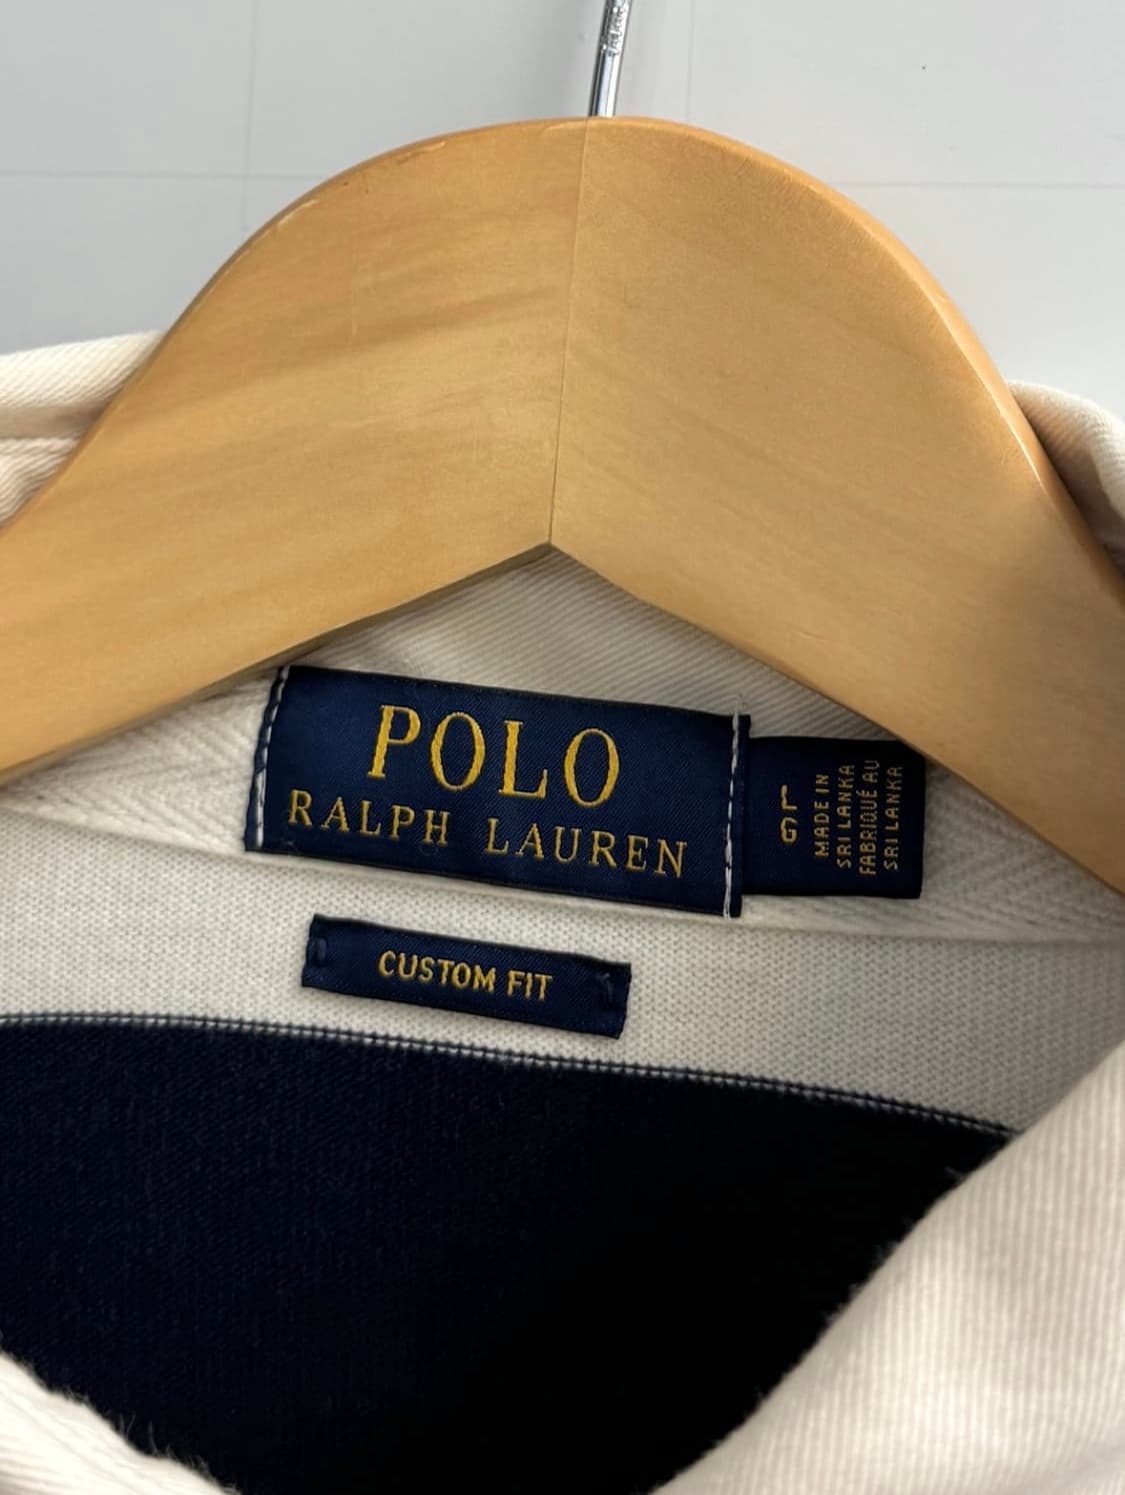 POLO
RALPH LAUREN
L
G
MADE IN
SRI LANKA
FABRIQUÉ AU
SRI LANKA
CUSTOM FIT